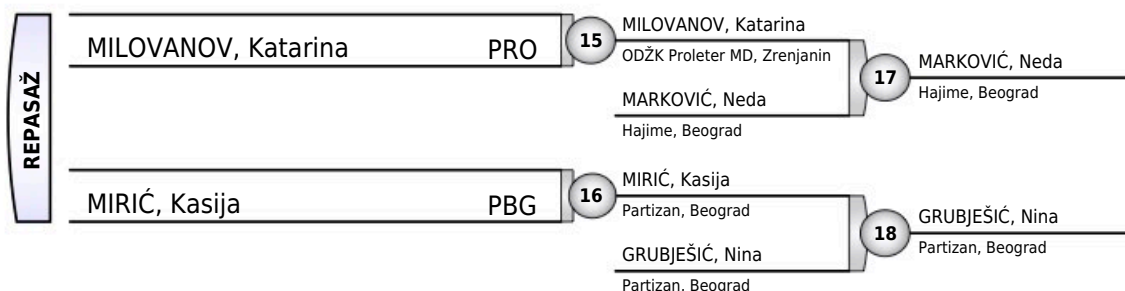 REPASAŽ
MILOVANOV, Katarina PRO
15
MILOVANOV, Katarina
ODŽK Proleter MD, Zrenjanin
MARKOVIĆ, Neda
Hajime, Beograd
17
MARKOVIĆ, Neda
Hajime, Beograd
MIRIĆ, Kasija PBG
16
MIRIĆ, Kasija
Partizan, Beograd
GRUBJEŠIĆ, Nina
Partizan, Beograd
18
GRUBJEŠIĆ, Nina
Partizan, Beograd